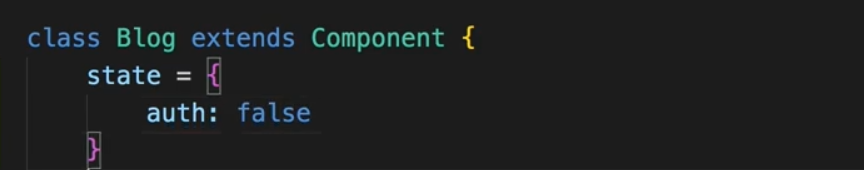 class Blog extends Component {
state = {
auth: false
}